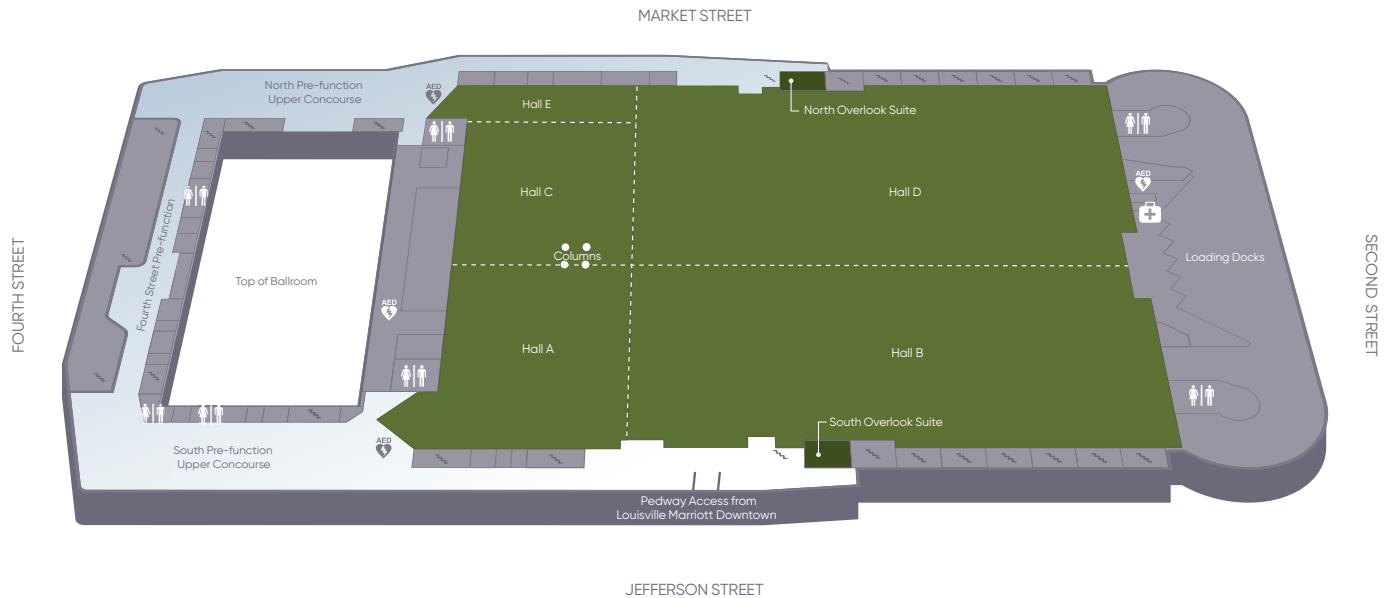 MARKET STREET
North Pre-function
Upper Concourse
AED
Hall E
North Overlook Suite
AED
Hall C
Hall D
Fourth Street Pre-function
FOURTH STREET
SECOND STREET
Columns
Loading Docks
Top of Ballroom
AED
Hall A
Hall B
South Overlook Suite
AED
South Pre-function
Upper Concourse
Pedway Access from
Louisville Marriott Downtown
JEFFERSON STREET